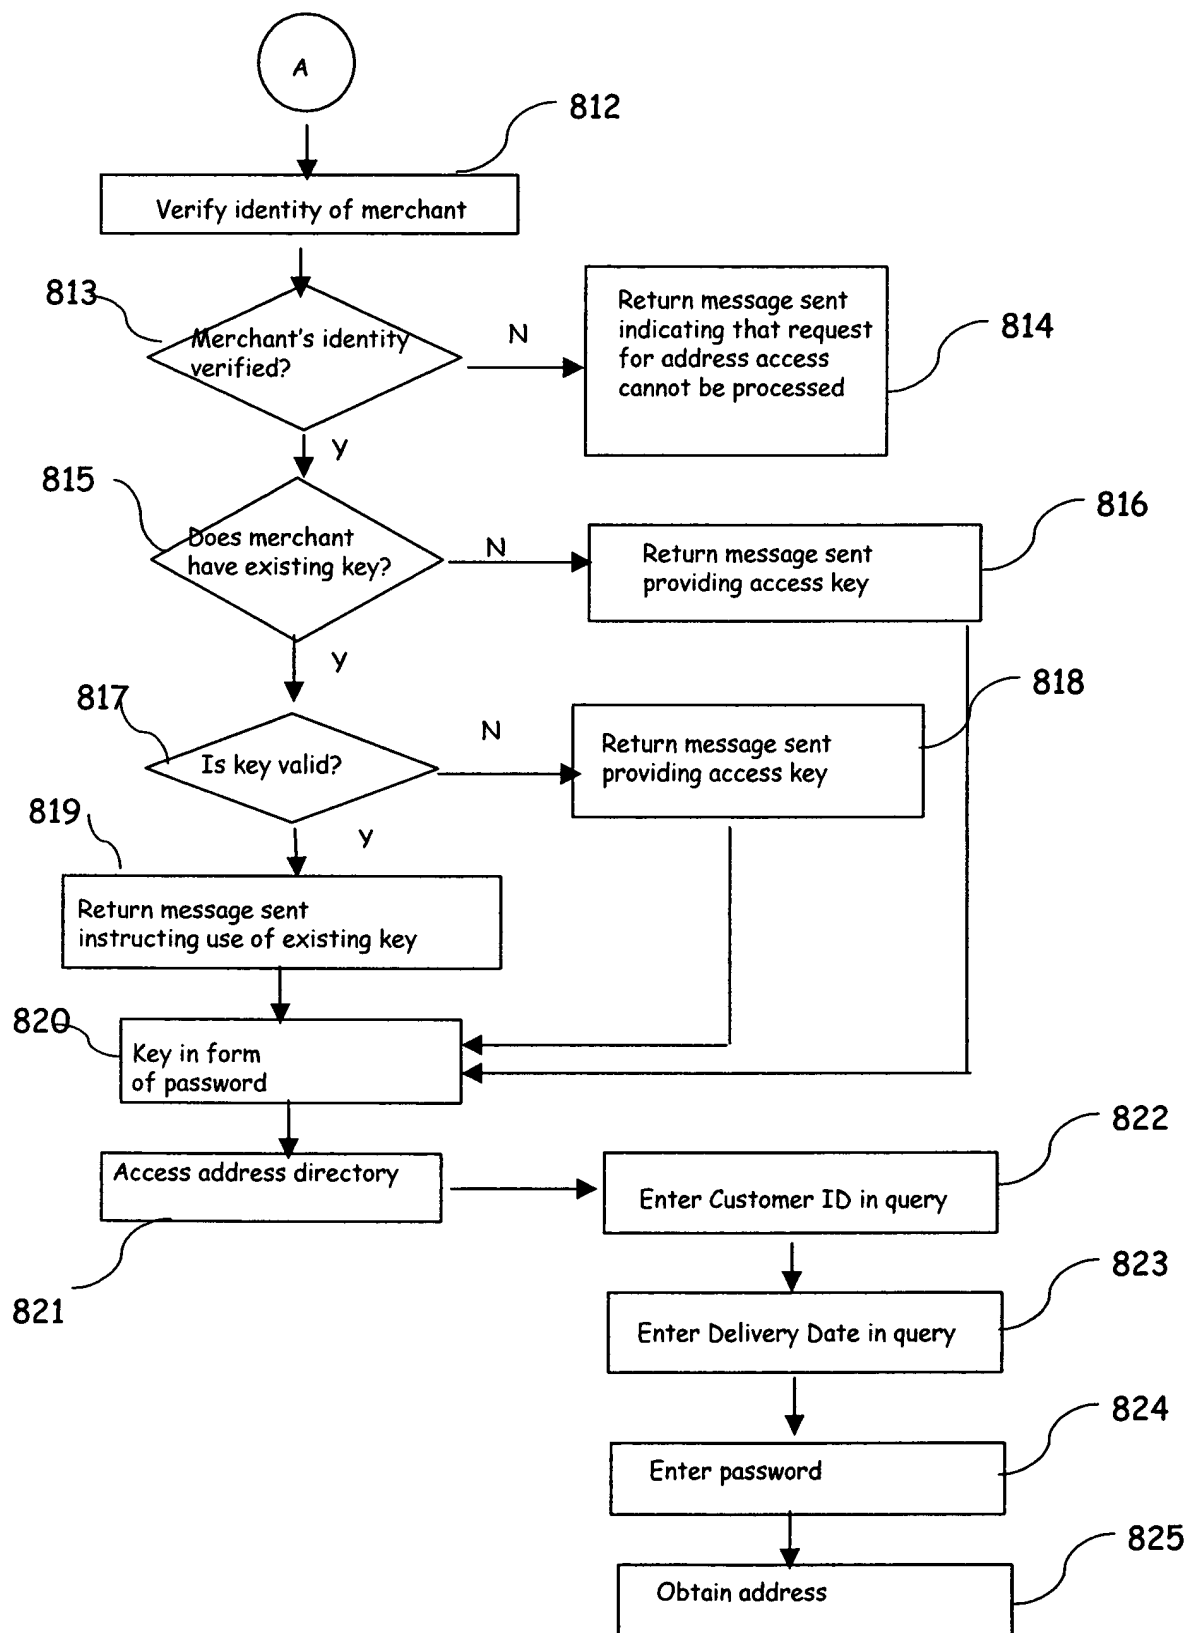 A
812
Verify identity of merchant
813
Merchant's identity
verified?
N
Return message sent
indicating that request
for address access
cannot be processed
814
Y
815
Does merchant
have existing key?
N
Return message sent
providing access key
816
Y
817
Is key valid?
N
Return message sent
providing access key
818
Y
819
Return message sent
instructing use of existing key
820
Key in form
of password
Access address directory
821
822
Enter Customer ID in query
823
Enter Delivery Date in query
824
Enter password
825
Obtain address